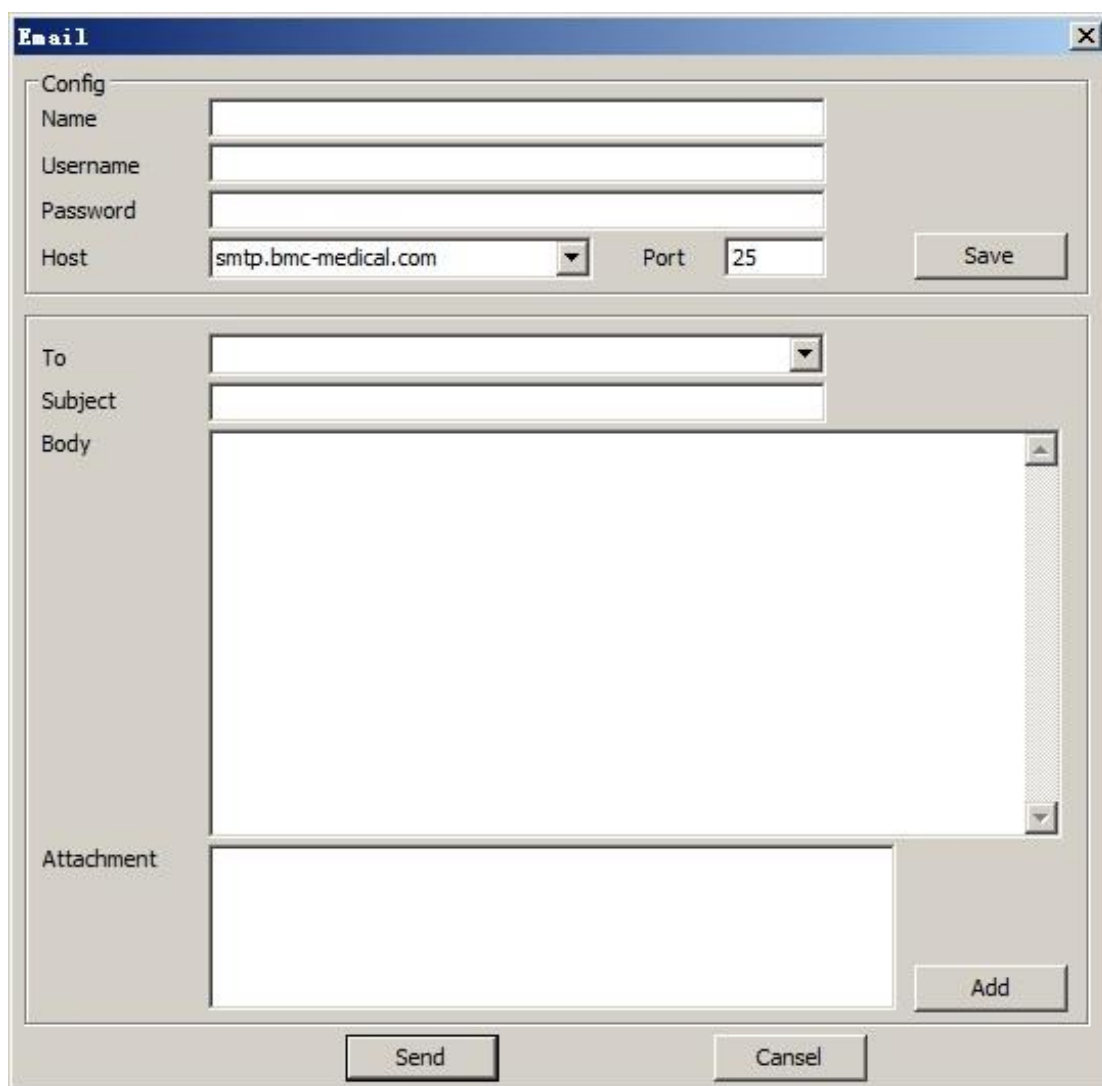 Email
Config
Name
Username
Password
Host smtp.bmc-medical.com Port 25 Save
To
Subject
Body
Attachment
Add
Send Cansel